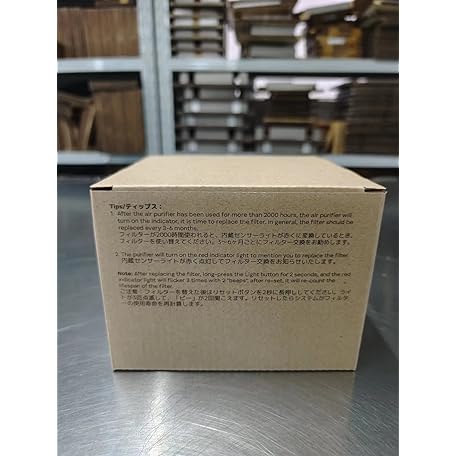 Tips/ティップス：
1. After the air purifier has been used for more than 2000 hours, the air purifier will
turn on the indicator, it is time to replace the filter, in general, the filter should be
replaced every 3-6 months.
フィルターが2000時間使われると、内蔵センサーライトが赤くに変換しているとき、
フィルターを使い替えてください。3~6ヶ月ごとにフィルター交換をお勧めします。
2. The purifier will turn on the red Indicator light to mention you to replace the filter.
内蔵センサーライトが赤く点灯してフィルター交換をお知らせいたします。
Note: After replacing the filter, long-press the Light button for 2 seconds, and the red
indicator light will flicker 3 times with 2 "beeps", after re-set, it will re-count the
lifespan of the filter.
ご注意：フィルターを替えた後はリセットボタンを2秒に長押ししてください。ライ
トが3回点滅して、「ピー」が2回聞こえます。リセットしたらシステムがフィルタ
ーの使用寿命を再計算します。